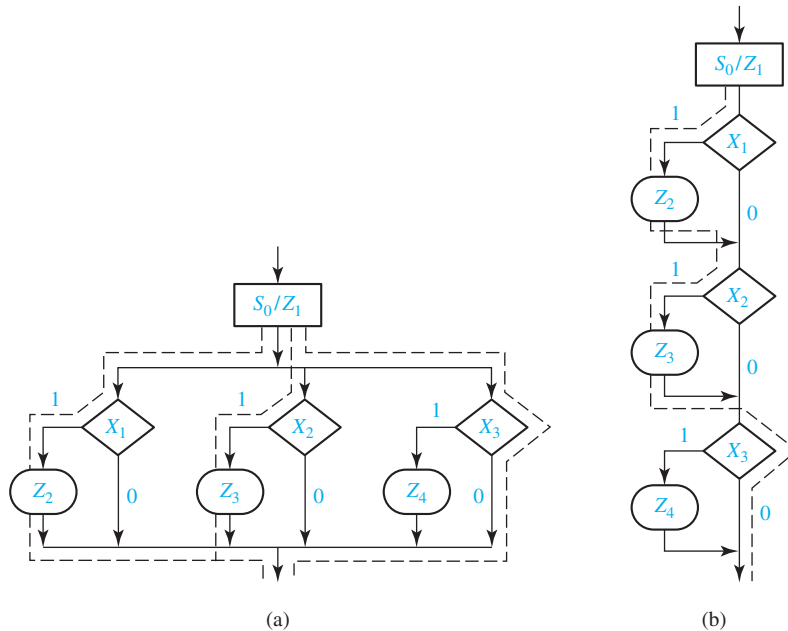 S₀/Z₁
1
X₁
Z₂
0
1
X₂
Z₃
0
1
X₃
Z₄
0
(a)
S₀/Z₁
1
X₁
Z₂
0
1
X₂
Z₃
0
1
X₃
Z₄
0
(b)